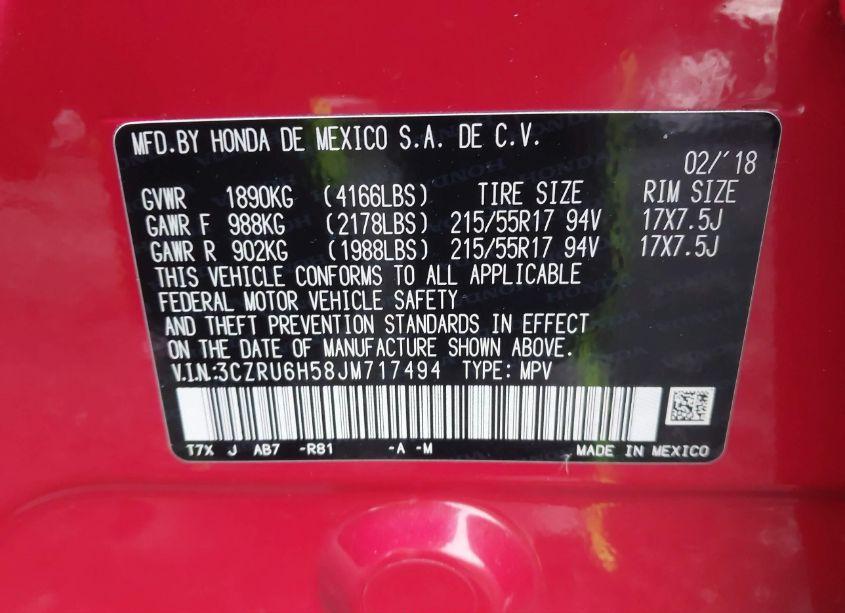 MFD.BY HONDA DE MEXICO S.A. DE C.V.
02/'18
GVWR 1890KG (4166LBS) TIRE SIZE RIM SIZE
GAWR F 988KG (2178LBS) 215/55R17 94V 17X7.5J
GAWR R 902KG (1988LBS) 215/55R17 94V 17X7.5J
THIS VEHICLE CONFORMS TO ALL APPLICABLE
FEDERAL MOTOR VEHICLE SAFETY
AND THEFT PREVENTION STANDARDS IN EFFECT
ON THE DATE OF MANUFACTURE SHOWN ABOVE.
V.I.N.:3CZRU6H58JM717494 TYPE: MPV
T7X J AB7 -R81 -A -M MADE IN MEXICO